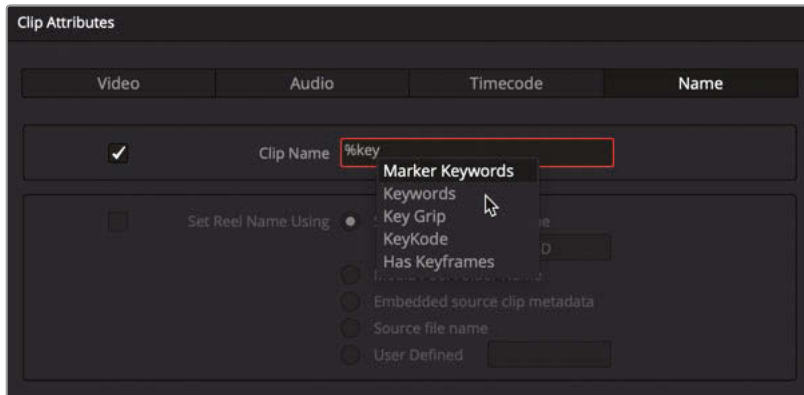 Clip Attributes
Video Audio Timecode Name
Clip Name %key
Marker Keywords
Keywords
Set Reel Name Using
Key Grip
KeyKode
Has Keyframes
Embedded source clip metadata
Source file name
User Defined